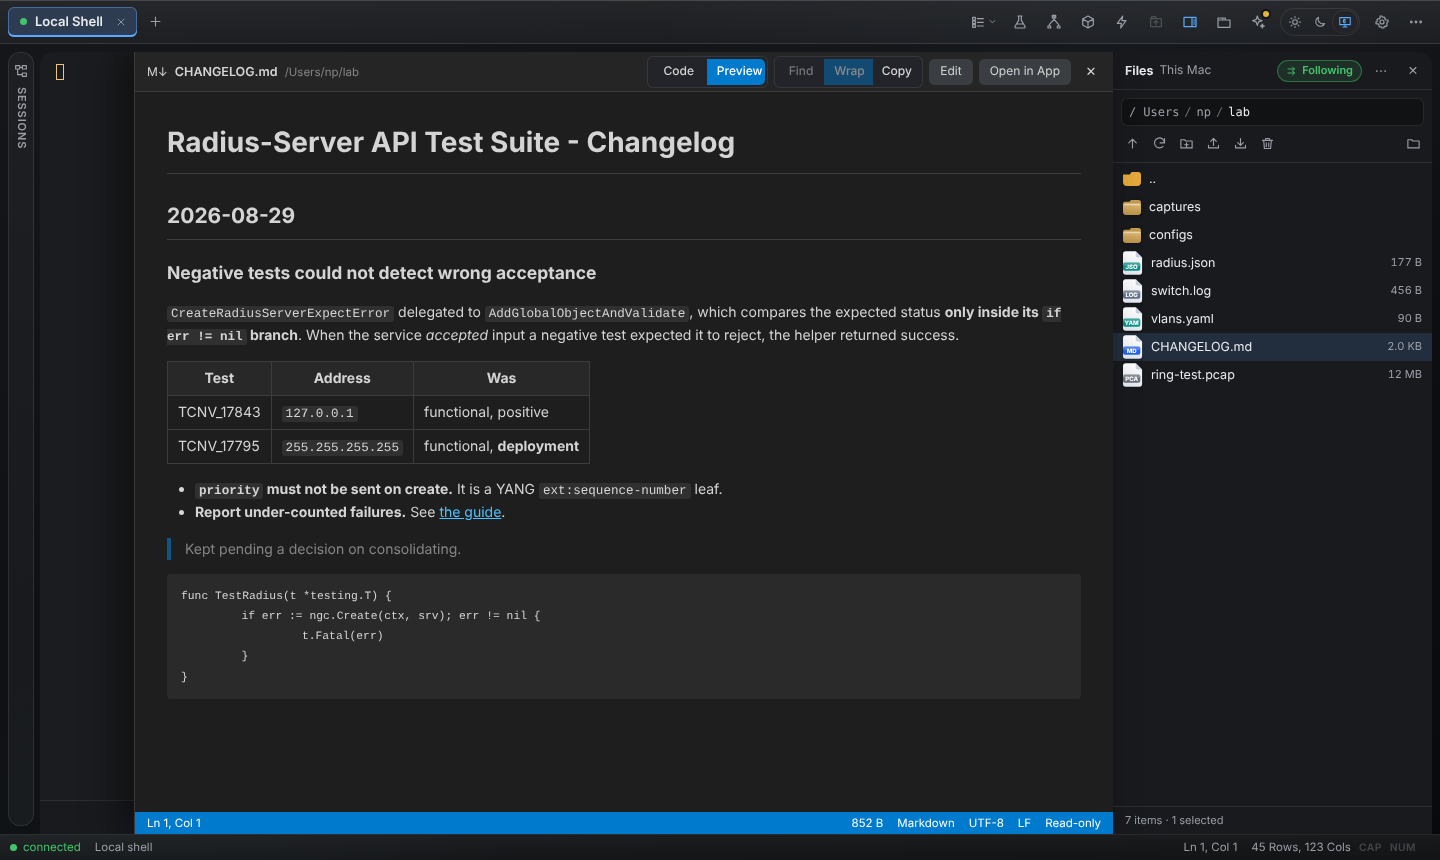 Local Shell
SESSIONS
M↓ CHANGELOG.md /Users/np/lab
Code Preview Find Wrap Copy Edit Open in App
Radius-Server API Test Suite - Changelog
2026-08-29
Negative tests could not detect wrong acceptance
CreateRadiusServerExpectError delegated to AddGlobalObjectAndValidate, which compares the expected status only inside its if
err != nil branch. When the service accepted input a negative test expected it to reject, the helper returned success.
Test Address Was
TCNV_17843 127.0.0.1 functional, positive
TCNV_17795 255.255.255.255 functional, deployment
• priority must not be sent on create. It is a YANG ext:sequence-number leaf.
• Report under-counted failures. See the guide.
Kept pending a decision on consolidating.
func TestRadius(t *testing.T) {
if err := ngc.Create(ctx, srv); err != nil {
t.Fatal(err)
}
}
Ln 1, Col 1 852 B Markdown UTF-8 LF Read-only
Files This Mac Following
/ Users / np / lab
..
captures
configs
JSO radius.json 177 B
LOG switch.log 456 B
YAM vlans.yaml 90 B
MD CHANGELOG.md 2.0 KB
PCA ring-test.pcap 12 MB
7 items · 1 selected
connected Local shell Ln 1, Col 1 45 Rows, 123 Cols CAP NUM